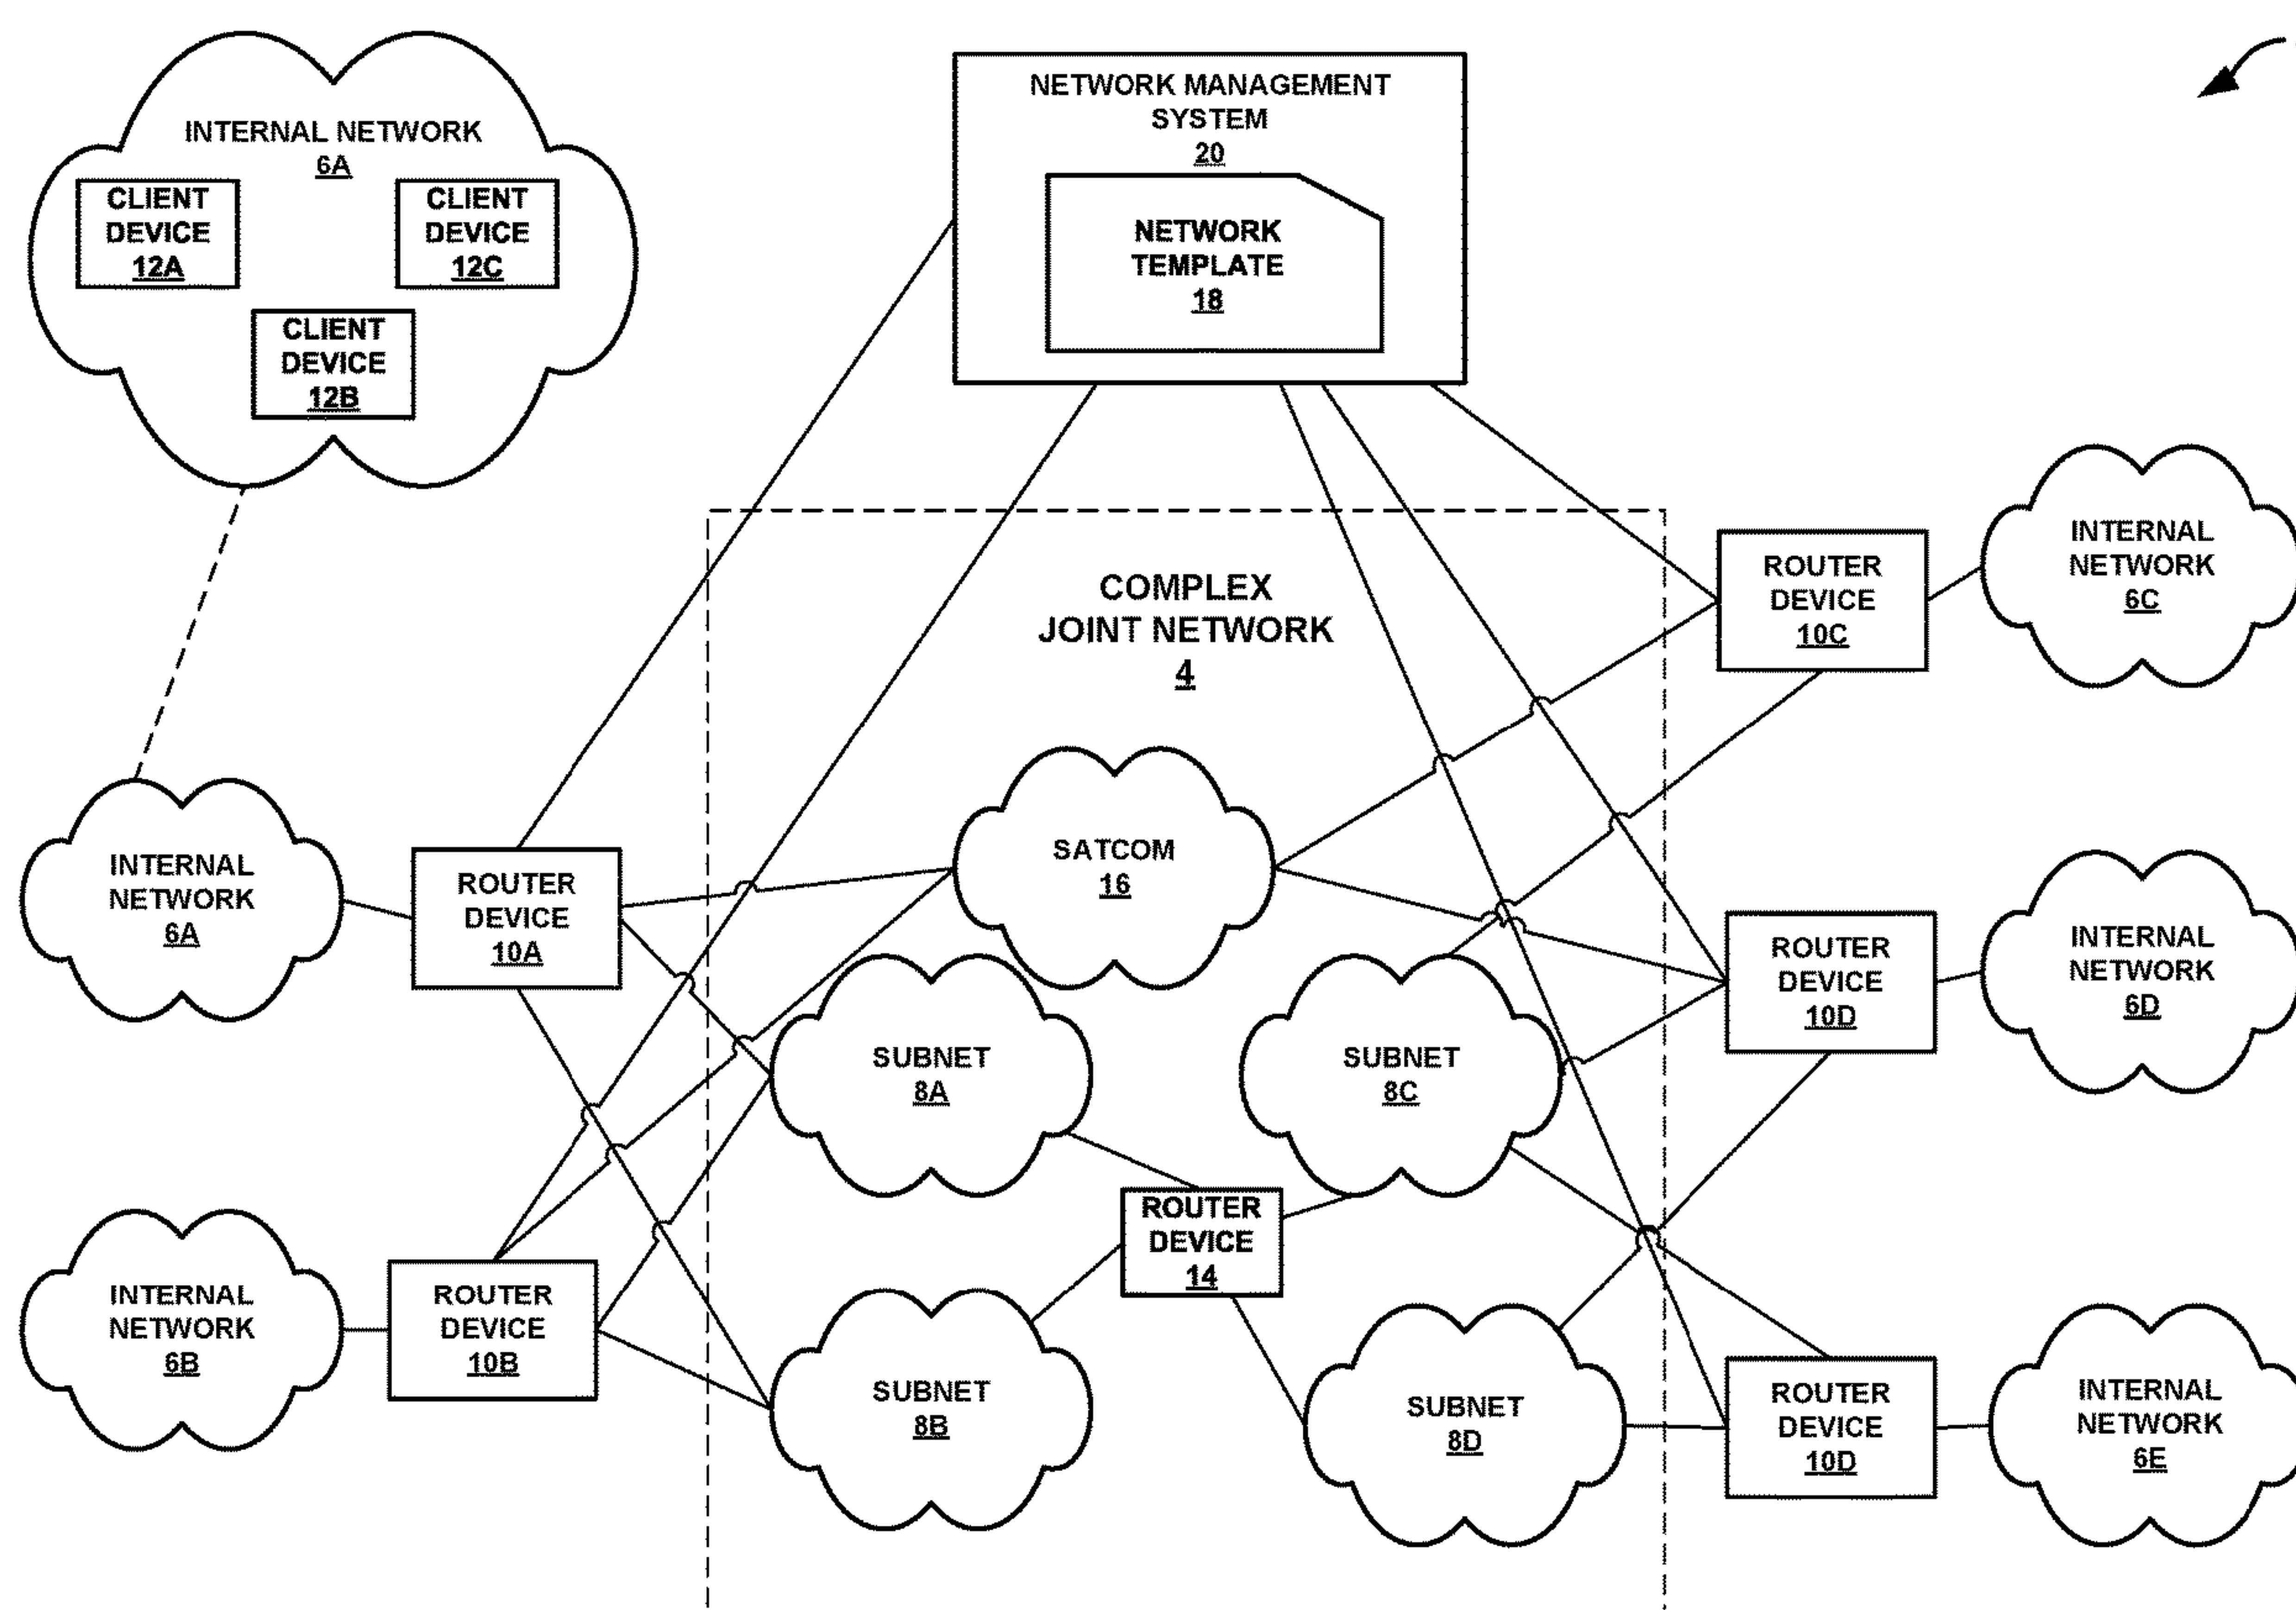 INTERNAL NETWORK
6A
CLIENT
DEVICE
12A
CLIENT
DEVICE
12C
CLIENT
DEVICE
12B
NETWORK MANAGEMENT
SYSTEM
20
NETWORK
TEMPLATE
18
COMPLEX
JOINT NETWORK
4
ROUTER
DEVICE
10C
INTERNAL
NETWORK
6C
INTERNAL
NETWORK
6A
ROUTER
DEVICE
10A
SATCOM
16
ROUTER
DEVICE
10D
INTERNAL
NETWORK
6D
SUBNET
8A
SUBNET
8C
ROUTER
DEVICE
14
INTERNAL
NETWORK
6B
ROUTER
DEVICE
10B
SUBNET
8B
SUBNET
8D
ROUTER
DEVICE
10D
INTERNAL
NETWORK
6E